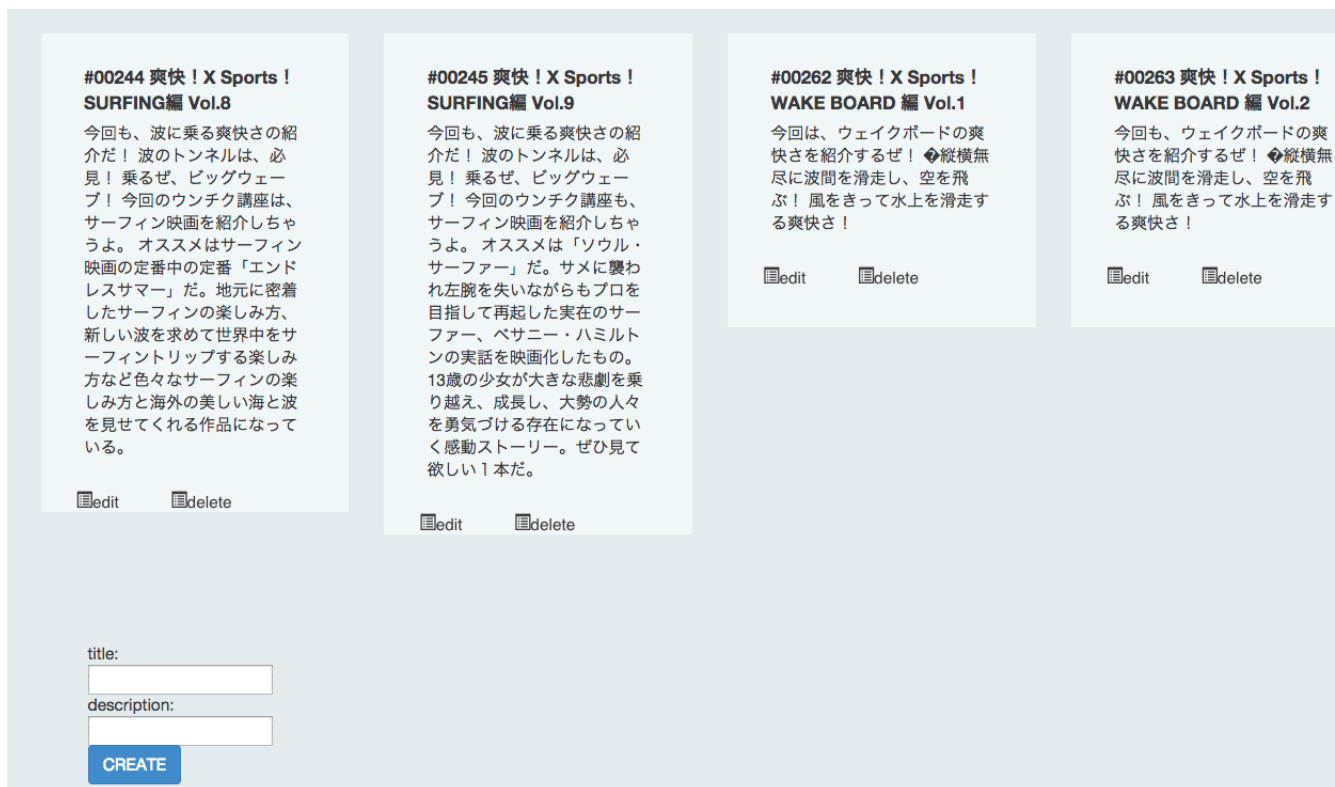 #00244 爽快！X Sports！
SURFING編 Vol.8
今回も、波に乗る爽快さの紹
介だ！ 波のトンネルは、必
見！ 乗るぜ、ビッグウェー
ブ！ 今回のウンチク講座は、
サーフィン映画を紹介しちゃ
うよ。 オススメはサーフィン
映画の定番中の定番「エンド
レスサマー」だ。地元に密着
したサーフィンの楽しみ方、
新しい波を求めて世界中をサ
ーフィントリップする楽しみ
方など色々なサーフィンの楽
しみ方と海外の美しい海と波
を見せてくれる作品になって
いる。
edit delete
#00245 爽快！X Sports！
SURFING編 Vol.9
今回も、波に乗る爽快さの紹
介だ！ 波のトンネルは、必
見！ 乗るぜ、ビッグウェー
ブ！ 今回のウンチク講座も、
サーフィン映画を紹介しちゃ
うよ。 オススメは「ソウル・
サーファー」だ。サメに襲わ
れ左腕を失いながらもプロを
目指して再起した実在のサー
ファー、ベサニー・ハミルト
ンの実話を映画化したもの。
13歳の少女が大きな悲劇を乗
り越え、成長し、大勢の人々
を勇気づける存在になってい
く感動ストーリー。ぜひ見て
欲しい１本だ。
edit delete
#00262 爽快！X Sports！
WAKE BOARD 編 Vol.1
今回は、ウェイクボードの爽
快さを紹介するぜ！ �縦横無
尽に波間を滑走し、空を飛
ぶ！ 風をきって水上を滑走す
る爽快さ！
edit delete
#00263 爽快！X Sports！
WAKE BOARD 編 Vol.2
今回も、ウェイクボードの爽
快さを紹介するぜ！ �縦横無
尽に波間を滑走し、空を飛
ぶ！ 風をきって水上を滑走す
る爽快さ！
edit delete
title:
description:
CREATE